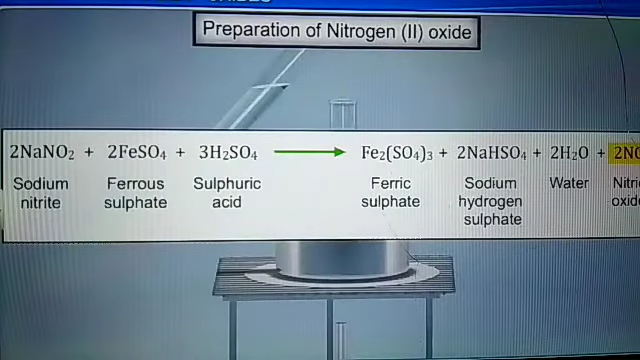 Preparation of Nitrogen (II) oxide
2NaNO₂ + 2FeSO₄ + 3H₂SO₄ ⟶ Fe₂(SO₄)₃ + 2NaHSO₄ + 2H₂O + 2NO
Sodium nitrite
Ferrous sulphate
Sulphuric acid
Ferric sulphate
Sodium hydrogen sulphate
Water